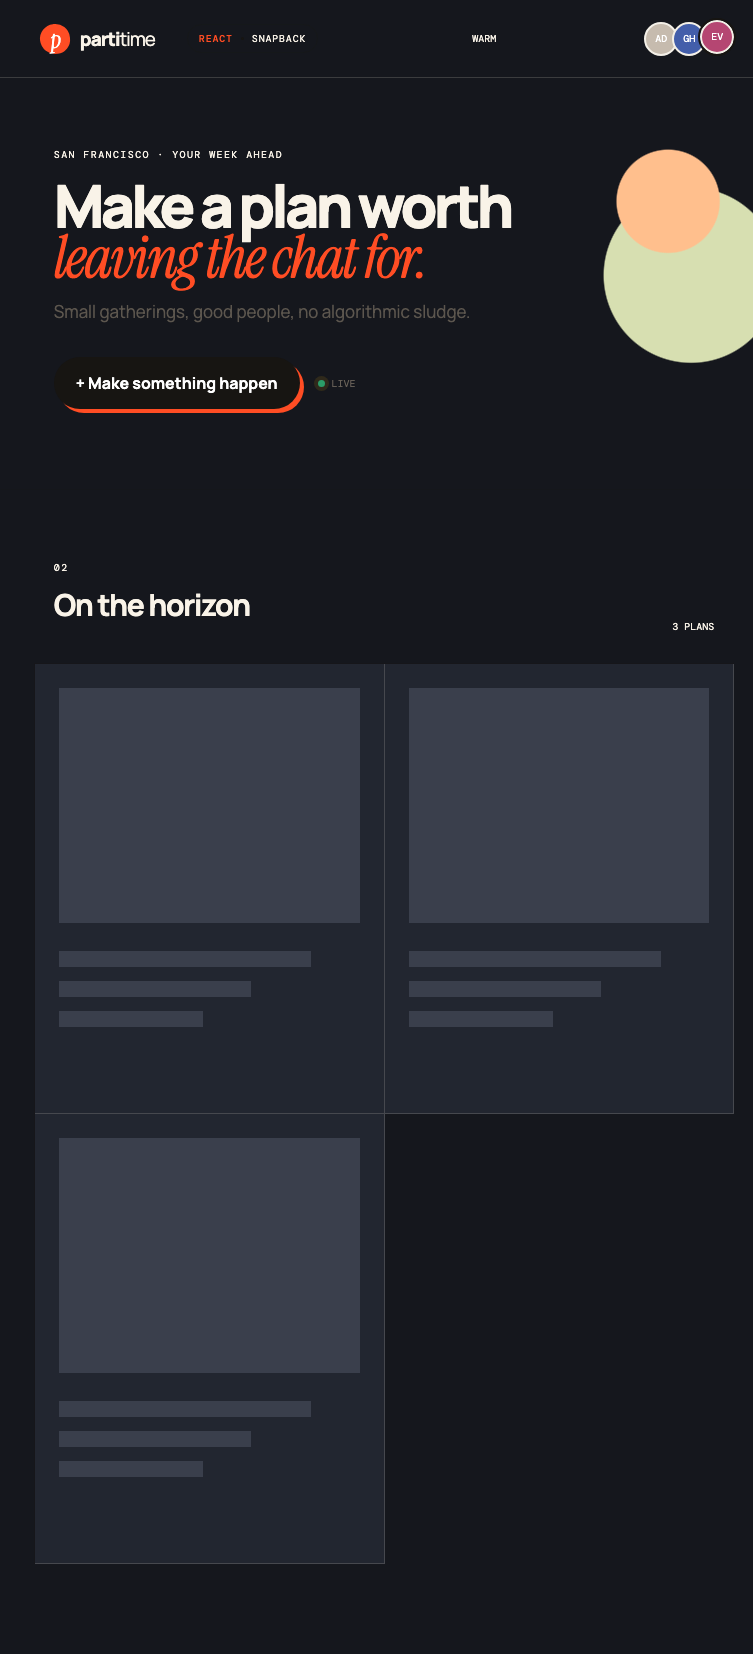 p partitime
REACT SNAPBACK WARM AD GH EV
SAN FRANCISCO · YOUR WEEK AHEAD
Make a plan worth
leaving the chat for.
Small gatherings, good people, no algorithmic sludge.
+ Make something happen
LIVE
02
On the horizon
3 PLANS